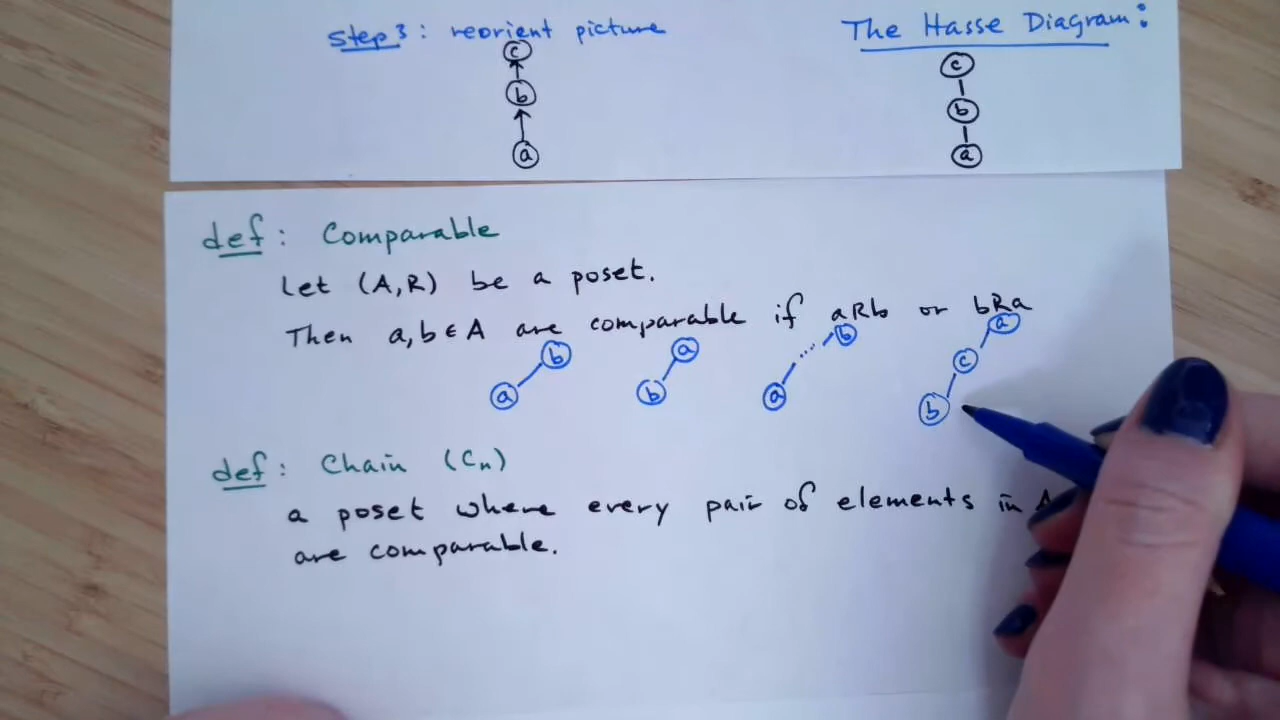 Step 3: reorient picture
The Hasse Diagram:
c
b
a
c
b
a
def: Comparable
Let (A,R) be a poset.
Then a,b ∈ A are comparable if aRb or bRa
a b
b a
a ... b
b c a
def: Chain (Cn)
a poset where every pair of elements in
are comparable.